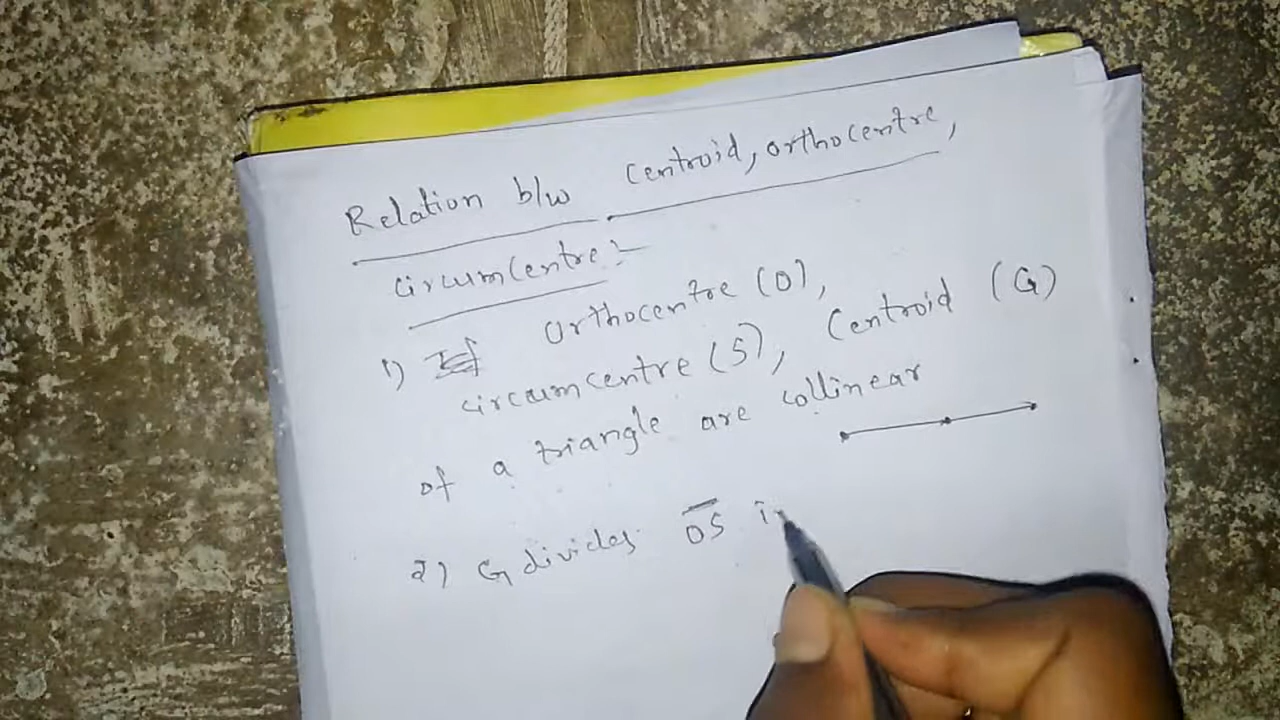 Relation b/w Centroid, orthocentre,
circumcentre:-
1) Orthocentre (O),
circumcentre (S), Centroid (G)
of a triangle are collinear
2) G divides OS i